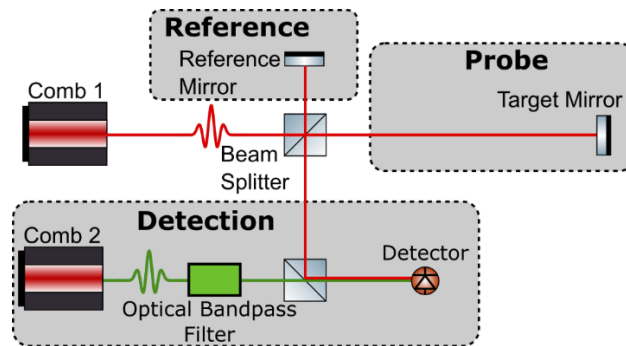 Reference
Reference
Mirror
Probe
Target Mirror
Comb 1
Beam
Splitter
Detection
Comb 2
Detector
Optical Bandpass
Filter